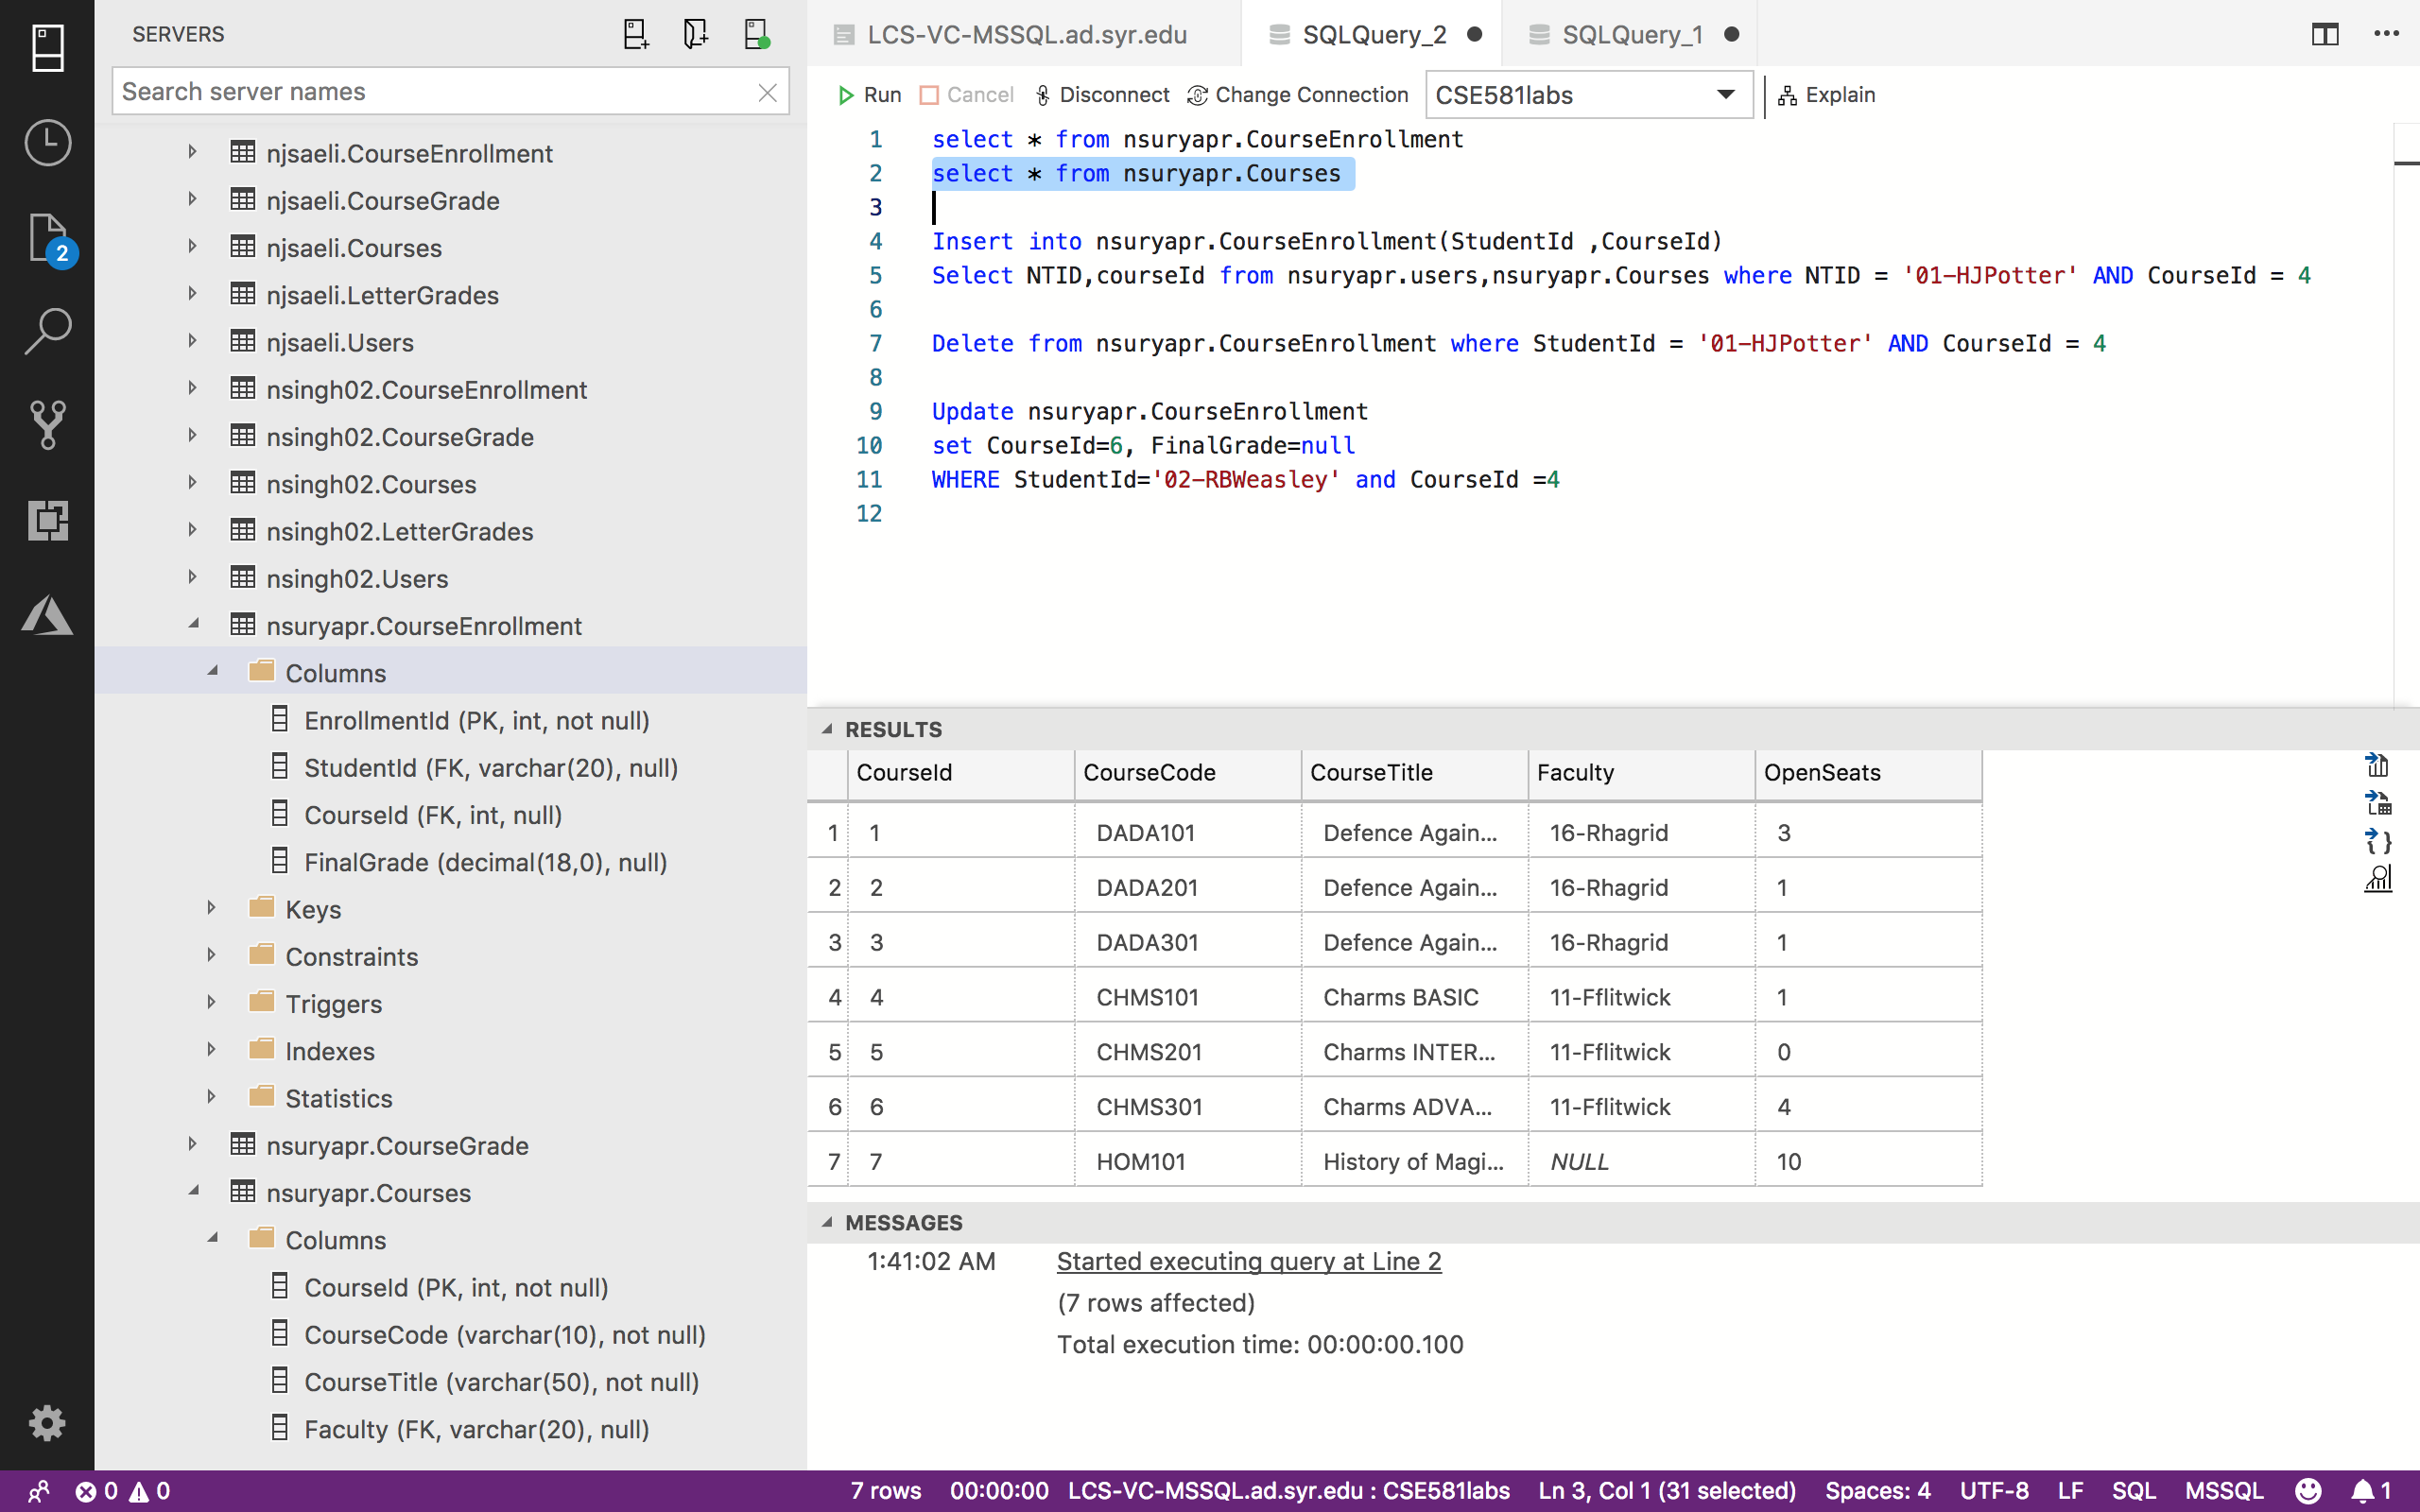 SERVERS
Search server names
2
njsaeli.CourseEnrollment
njsaeli.CourseGrade
njsaeli.Courses
njsaeli.LetterGrades
njsaeli.Users
nsingh02.CourseEnrollment
nsingh02.CourseGrade
nsingh02.Courses
nsingh02.LetterGrades
nsingh02.Users
nsuryapr.CourseEnrollment
Columns
EnrollmentId (PK, int, not null)
StudentId (FK, varchar(20), null)
CourseId (FK, int, null)
FinalGrade (decimal(18,0), null)
Keys
Constraints
Triggers
Indexes
Statistics
nsuryapr.CourseGrade
nsuryapr.Courses
Columns
CourseId (PK, int, not null)
CourseCode (varchar(10), not null)
CourseTitle (varchar(50), not null)
Faculty (FK, varchar(20), null)
LCS-VC-MSSQL.ad.syr.edu SQLQuery_2 SQLQuery_1
Run Cancel Disconnect Change Connection CSE581labs Explain
1 select * from nsuryapr.CourseEnrollment
2 select * from nsuryapr.Courses
3
4 Insert into nsuryapr.CourseEnrollment(StudentId ,CourseId)
5 Select NTID,courseId from nsuryapr.users,nsuryapr.Courses where NTID = '01-HJPotter' AND CourseId = 4
6
7 Delete from nsuryapr.CourseEnrollment where StudentId = '01-HJPotter' AND CourseId = 4
8
9 Update nsuryapr.CourseEnrollment
10 set CourseId=6, FinalGrade=null
11 WHERE StudentId='02-RBWeasley' and CourseId =4
12
RESULTS
CourseId CourseCode CourseTitle Faculty OpenSeats
1 1 DADA101 Defence Again... 16-Rhagrid 3
2 2 DADA201 Defence Again... 16-Rhagrid 1
3 3 DADA301 Defence Again... 16-Rhagrid 1
4 4 CHMS101 Charms BASIC 11-Fflitwick 1
5 5 CHMS201 Charms INTER... 11-Fflitwick 0
6 6 CHMS301 Charms ADVA... 11-Fflitwick 4
7 7 HOM101 History of Magi... NULL 10
MESSAGES
1:41:02 AM Started executing query at Line 2
(7 rows affected)
Total execution time: 00:00:00.100
0 0 7 rows 00:00:00 LCS-VC-MSSQL.ad.syr.edu : CSE581labs Ln 3, Col 1 (31 selected) Spaces: 4 UTF-8 LF SQL MSSQL 1